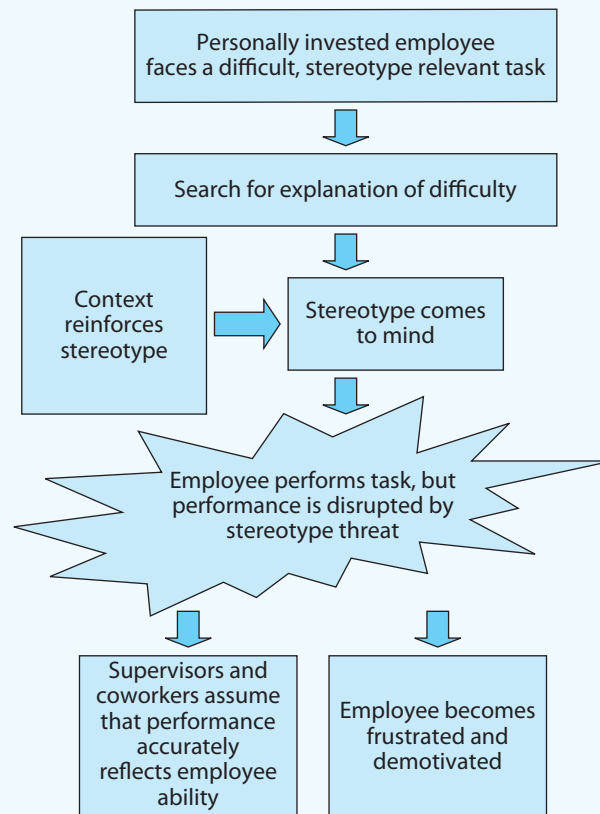 Personally invested employee
faces a difficult, stereotype relevant task
Search for explanation of difficulty
Context
reinforces
stereotype
Stereotype comes
to mind
Employee performs task, but
performance is disrupted by
stereotype threat
Supervisors and
coworkers assume
that performance
accurately
reflects employee
ability
Employee becomes
frustrated and
demotivated